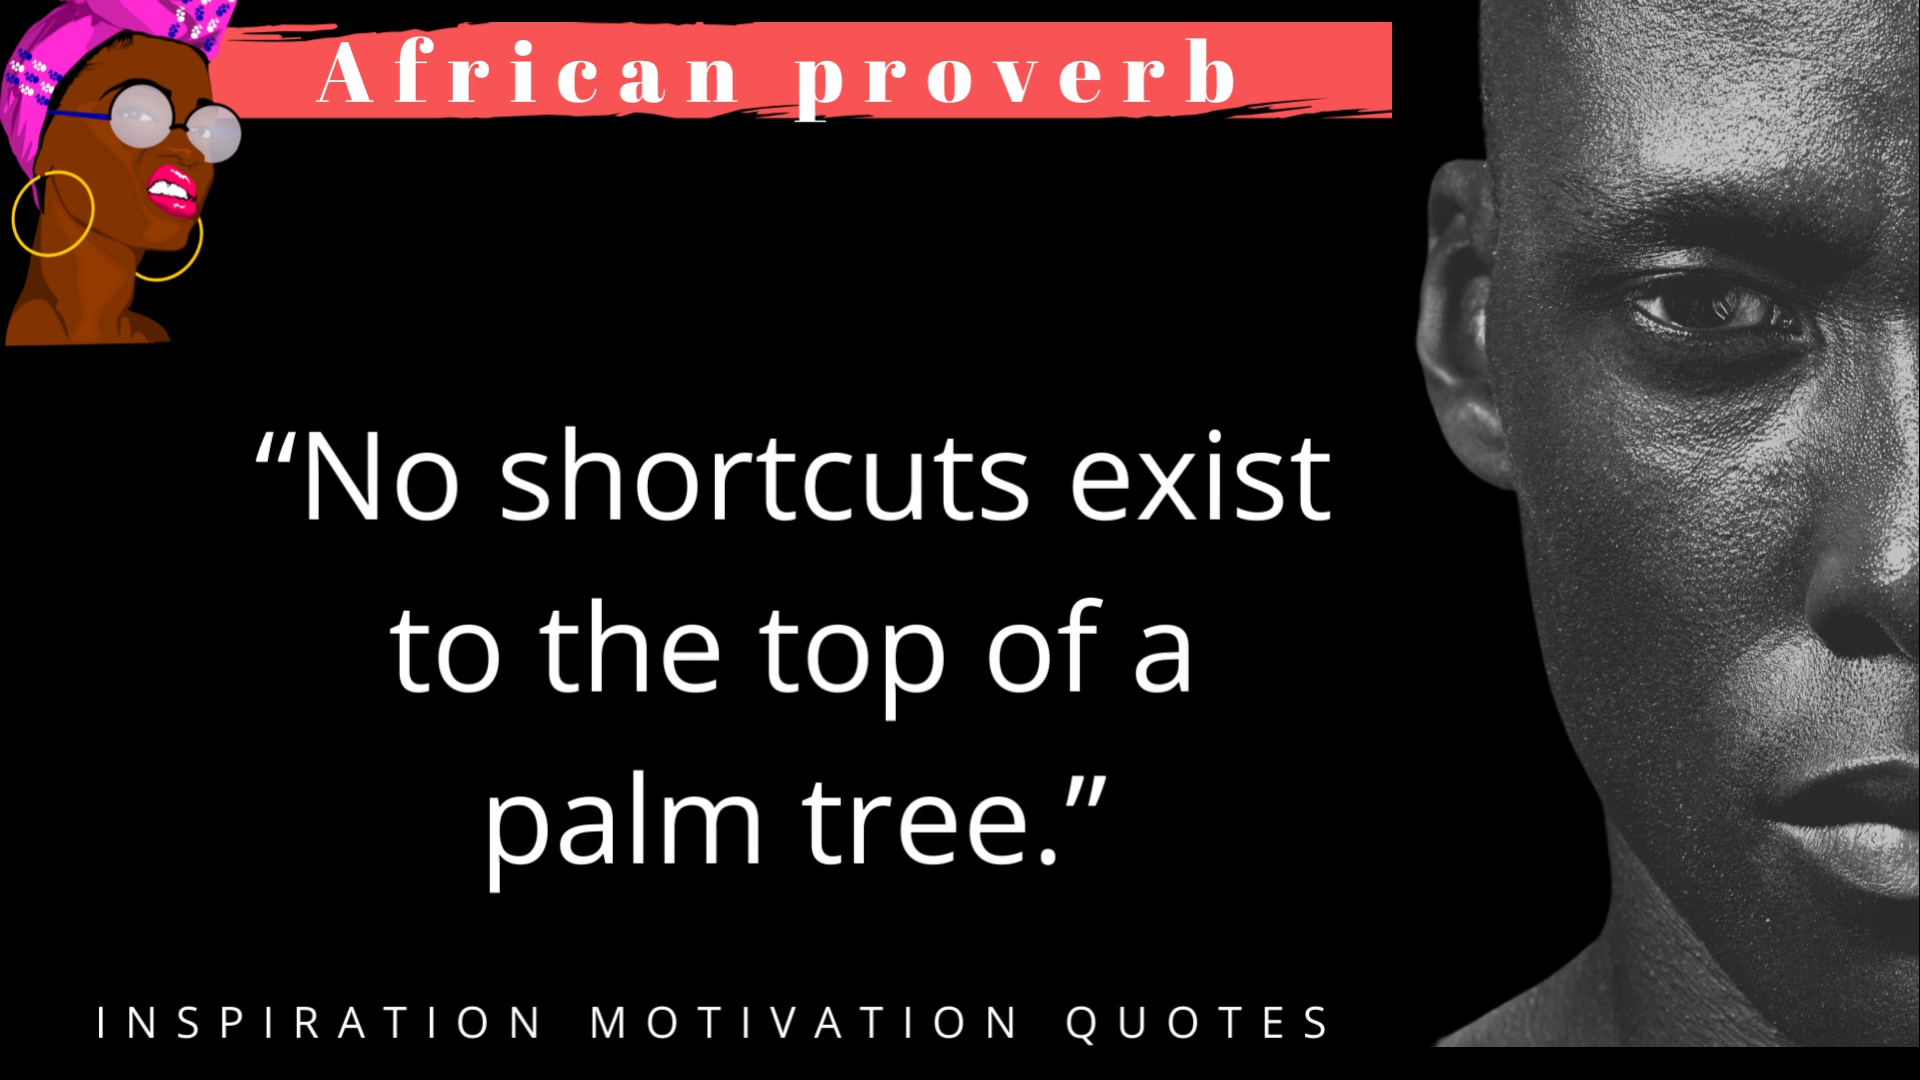 African proverb
“No shortcuts exist
to the top of a
palm tree.”
INSPIRATION MOTIVATION QUOTES